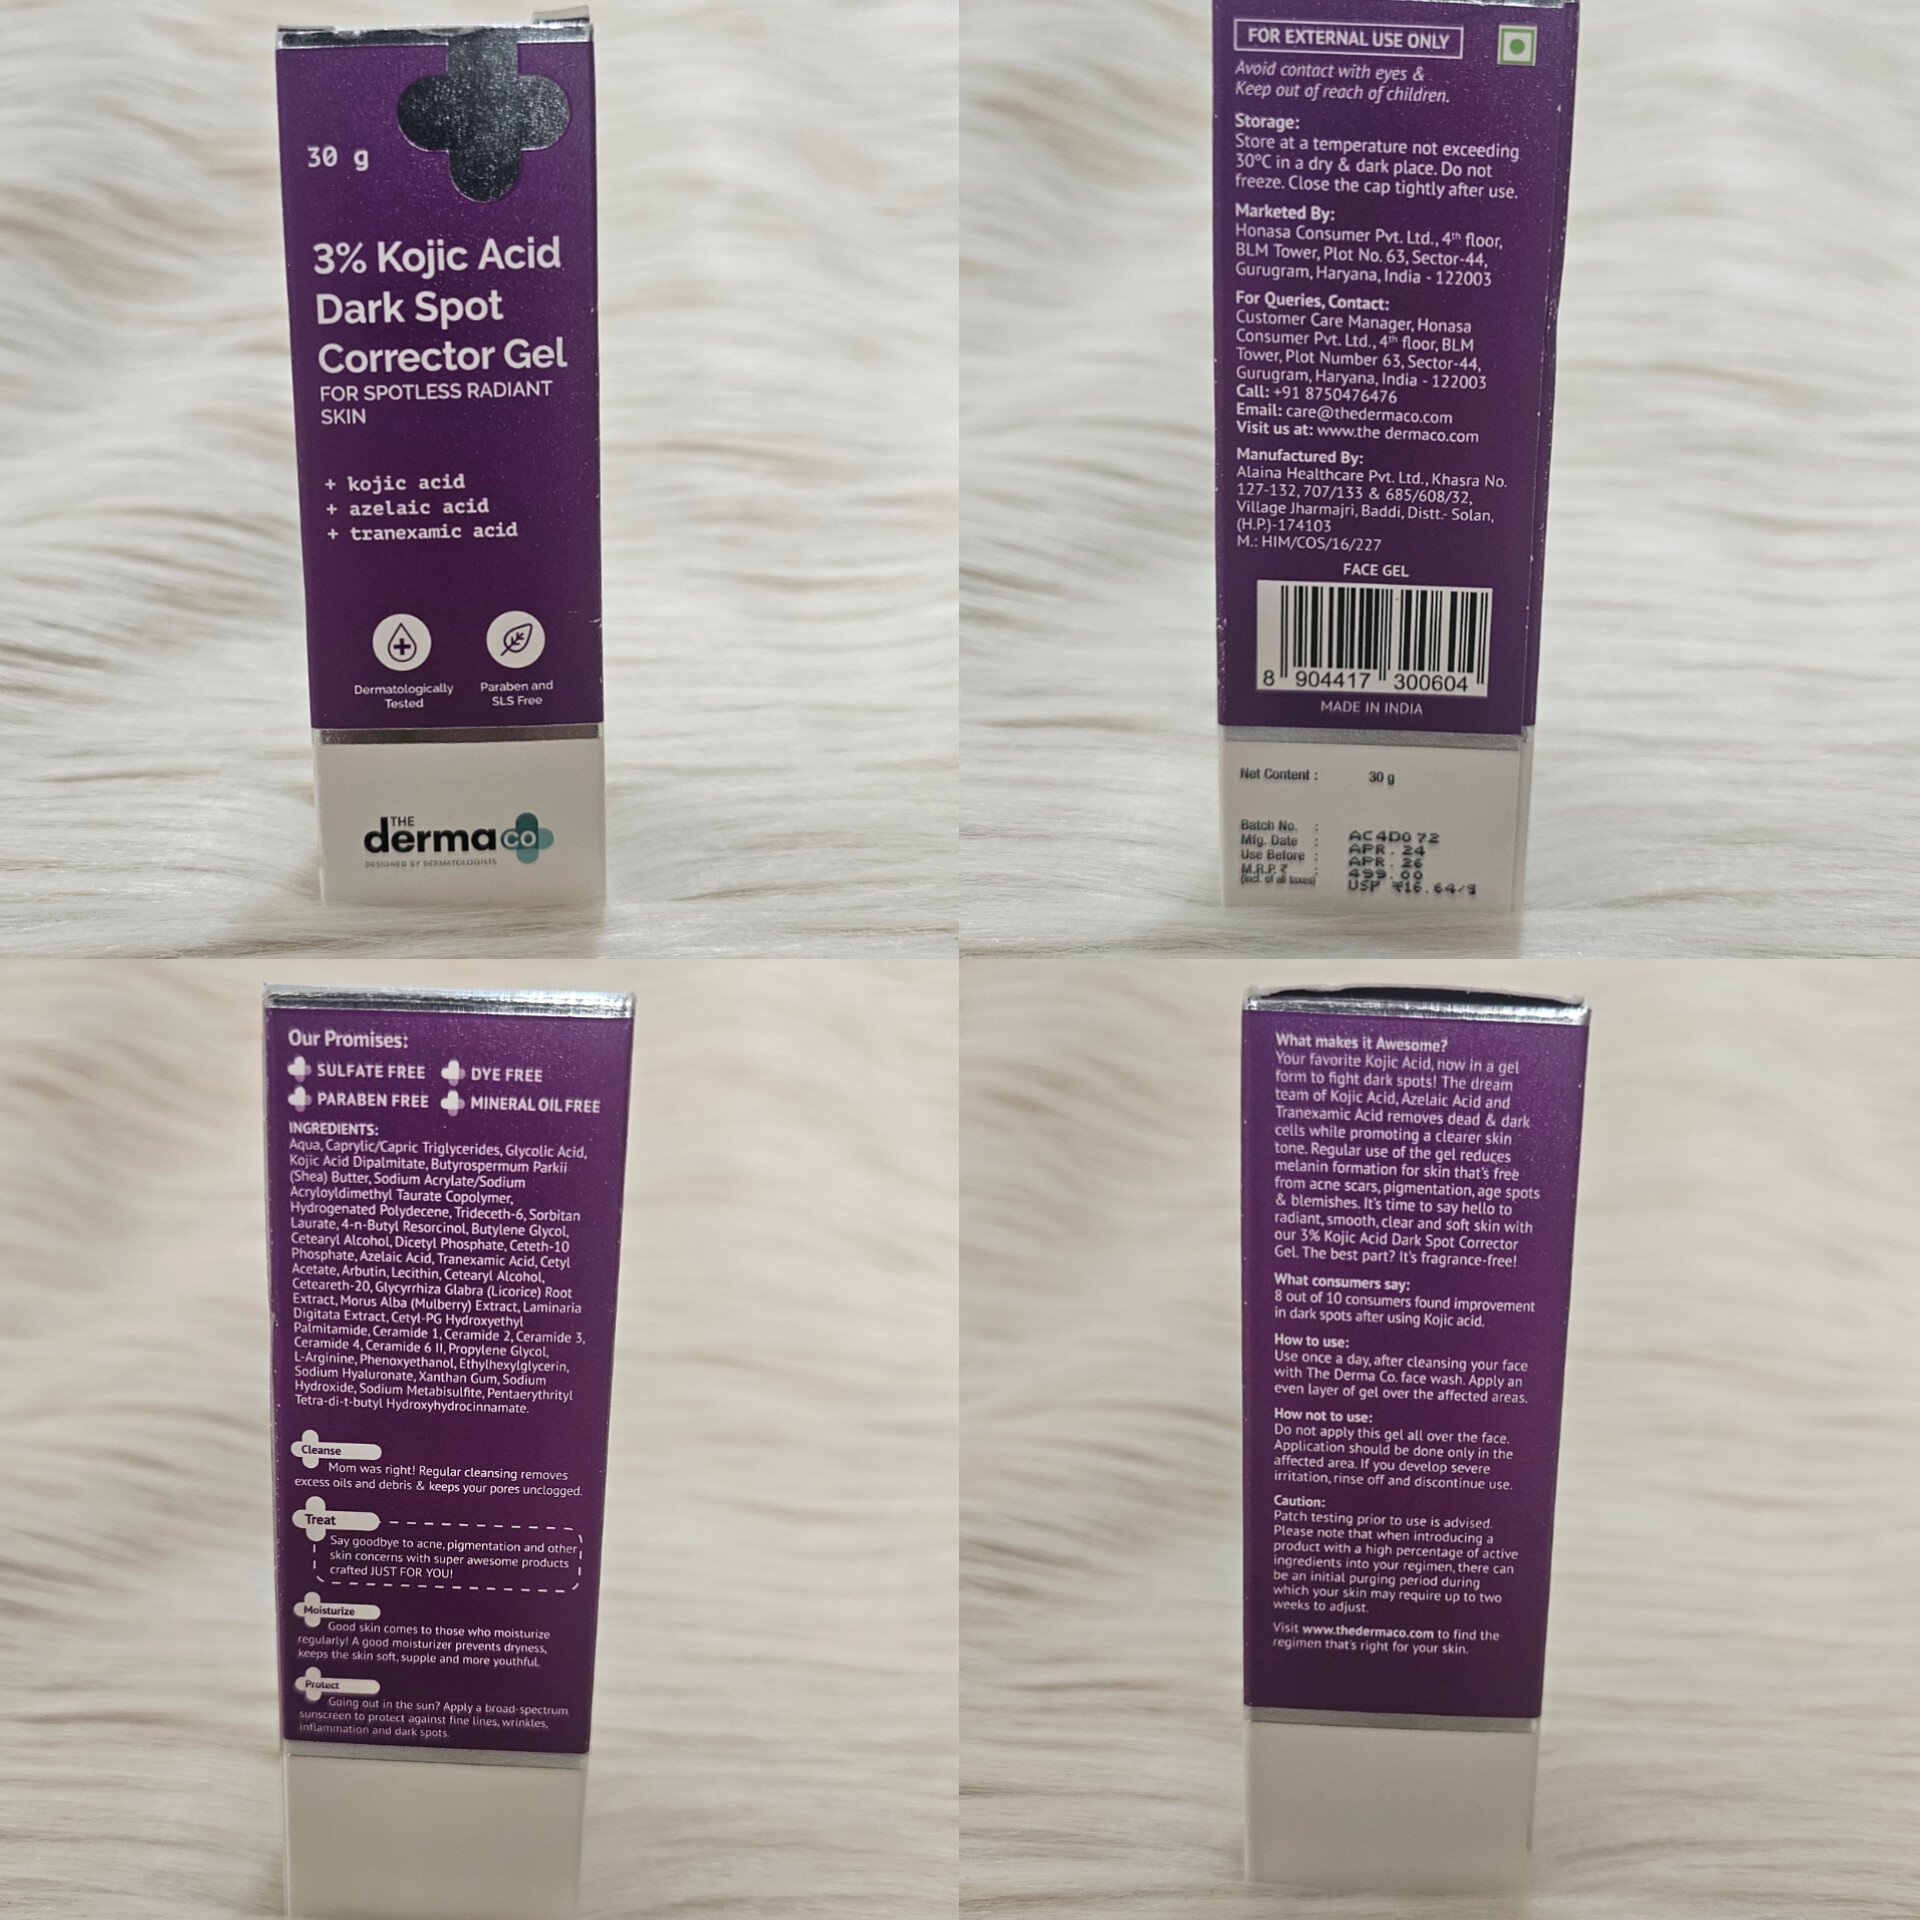 30 g
3% Kojic Acid
Dark Spot
Corrector Gel
FOR SPOTLESS RADIANT
SKIN
+ kojic acid
+ azelaic acid
+ tranexamic acid
Dermatologically
Tested
Paraben and
SLS Free
THE
derma co
DESIGNED BY DERMATOLOGISTS
FOR EXTERNAL USE ONLY
Avoid contact with eyes &
Keep out of reach of children.
Storage:
Store at a temperature not exceeding
30°C in a dry & dark place. Do not
freeze. Close the cap tightly after use.
Marketed By:
Honasa Consumer Pvt. Ltd., 4th floor,
BLM Tower, Plot No. 63, Sector-44,
Gurugram, Haryana, India - 122003
For Queries, Contact:
Customer Care Manager, Honasa
Consumer Pvt. Ltd., 4th floor, BLM
Tower, Plot Number 63, Sector-44,
Gurugram, Haryana, India - 122003
Call: +91 8750476476
Email: care@thedermaco.com
Visit us at: www.the dermaco.com
Manufactured By:
Alaina Healthcare Pvt. Ltd., Khasra No.
127-132, 707/133 & 685/608/32,
Village Jharmajri, Baddi, Distt.- Solan,
(H.P.)-174103
M.: HIM/COS/16/227
FACE GEL
8 904417 300604
MADE IN INDIA
Net Content : 30 g
Batch No. : AC4D072
Mfg. Date : APR. 24
Use Before : APR. 26
M.R.P. ₹ : 499.00
(Incl. of all taxes) USP ₹16.64/g
Our Promises:
SULFATE FREE DYE FREE
PARABEN FREE MINERAL OIL FREE
INGREDIENTS:
Aqua, Caprylic/Capric Triglycerides, Glycolic Acid,
Kojic Acid Dipalmitate, Butyrospermum Parkii
(Shea) Butter, Sodium Acrylate/Sodium
Acryloyldimethyl Taurate Copolymer,
Hydrogenated Polydecene, Trideceth-6, Sorbitan
Laurate, 4-n-Butyl Resorcinol, Butylene Glycol,
Cetearyl Alcohol, Dicetyl Phosphate, Ceteth-10
Phosphate, Azelaic Acid, Tranexamic Acid, Cetyl
Acetate, Arbutin, Lecithin, Cetearyl Alcohol,
Ceteareth-20, Glycyrrhiza Glabra (Licorice) Root
Extract, Morus Alba (Mulberry) Extract, Laminaria
Digitata Extract, Cetyl-PG Hydroxyethyl
Palmitamide, Ceramide 1, Ceramide 2, Ceramide 3,
Ceramide 4, Ceramide 6 II, Propylene Glycol,
L-Arginine, Phenoxyethanol, Ethylhexylglycerin,
Sodium Hyaluronate, Xanthan Gum, Sodium
Hydroxide, Sodium Metabisulfite, Pentaerythrityl
Tetra-di-t-butyl Hydroxyhydrocinnamate.
Cleanse
Mom was right! Regular cleansing removes
excess oils and debris & keeps your pores unclogged.
Treat
Say goodbye to acne, pigmentation and other
skin concerns with super awesome products
crafted JUST FOR YOU!
Moisturize
Good skin comes to those who moisturize
regularly! A good moisturizer prevents dryness,
keeps the skin soft, supple and more youthful.
Protect
Going out in the sun? Apply a broad-spectrum
sunscreen to protect against fine lines, wrinkles,
inflammation and dark spots.
What makes it Awesome?
Your favorite Kojic Acid, now in a gel
form to fight dark spots! The dream
team of Kojic Acid, Azelaic Acid and
Tranexamic Acid removes dead & dark
cells while promoting a clearer skin
tone. Regular use of the gel reduces
melanin formation for skin that's free
from acne scars, pigmentation, age spots
& blemishes. It's time to say hello to
radiant, smooth, clear and soft skin with
our 3% Kojic Acid Dark Spot Corrector
Gel. The best part? It's fragrance-free!
What consumers say:
8 out of 10 consumers found improvement
in dark spots after using Kojic acid.
How to use:
Use once a day, after cleansing your face
with The Derma Co. face wash. Apply an
even layer of gel over the affected areas.
How not to use:
Do not apply this gel all over the face.
Application should be done only in the
affected area. If you develop severe
irritation, rinse off and discontinue use.
Caution:
Patch testing prior to use is advised.
Please note that when introducing a
product with a high percentage of active
ingredients into your regimen, there can
be an initial purging period during
which your skin may require up to two
weeks to adjust.
Visit www.thedermaco.com to find the
regimen that's right for your skin.